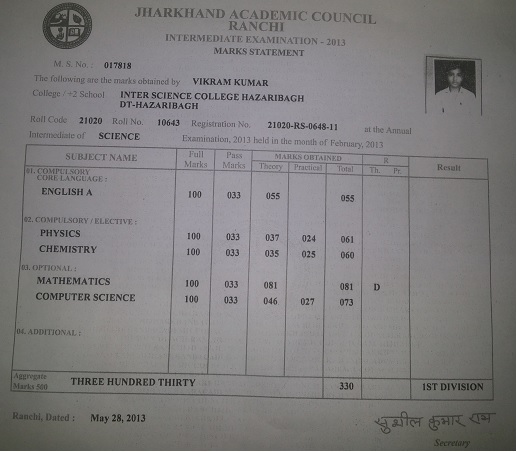 JHARKHAND ACADEMIC COUNCIL
RANCHI
INTERMEDIATE EXAMINATION - 2013
MARKS STATEMENT
M. S. No. : 017818
The following are the marks obtained by VIKRAM KUMAR
College / +2 School INTER SCIENCE COLLEGE HAZARIBAGH
DT-HAZARIBAGH
Roll Code 21020 Roll No. 10643 Registration No. 21020-RS-0648-11 at the Annual
Intermediate of SCIENCE Examination, 2013 held in the month of February, 2013
SUBJECT NAME Full Marks Pass Marks MARKS OBTAINED R Result
Theory Practical Total Th. Pr.
01. COMPULSORY
CORE LANGUAGE :
ENGLISH A 100 033 055 055
02. COMPULSORY / ELECTIVE :
PHYSICS 100 033 037 024 061
CHEMISTRY 100 033 035 025 060
03. OPTIONAL :
MATHEMATICS 100 033 081 081 D
COMPUTER SCIENCE 100 033 046 027 073
04. ADDITIONAL :
Aggregate
Marks 500 THREE HUNDRED THIRTY 330 1ST DIVISION
Ranchi, Dated : May 28, 2013
सुशील कुमार राय
Secretary